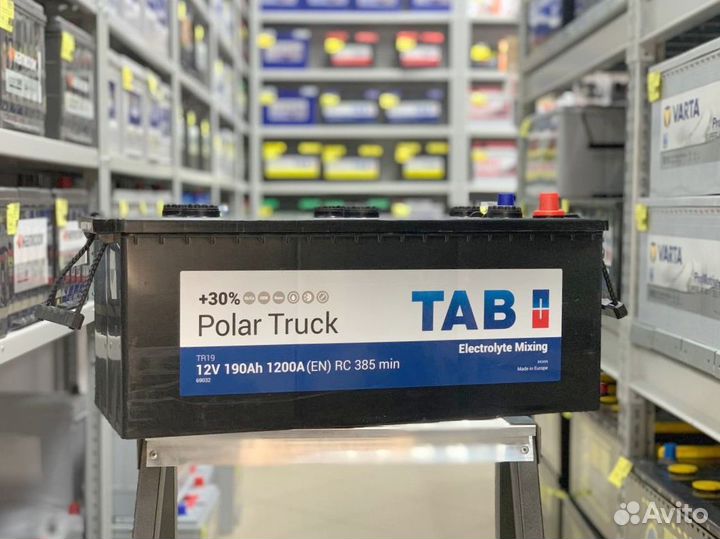 +30%
Polar Truck
TAB
Electrolyte Mixing
TR19
12V 190Ah 1200A (EN) RC 385 min
69032
Made in Europe
VARTA
VARTA
Avito